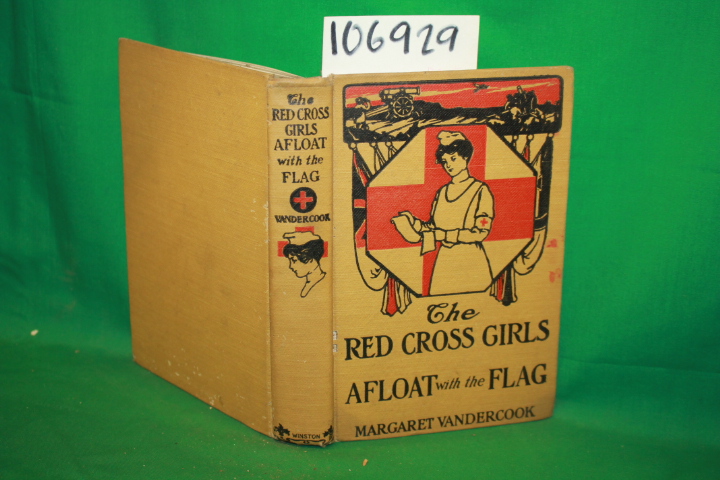 106929
The
RED CROSS
GIRLS
AFLOAT
with the
FLAG
VANDERCOOK
WINSTON
The
RED CROSS GIRLS
AFLOAT with the FLAG
MARGARET VANDERCOOK